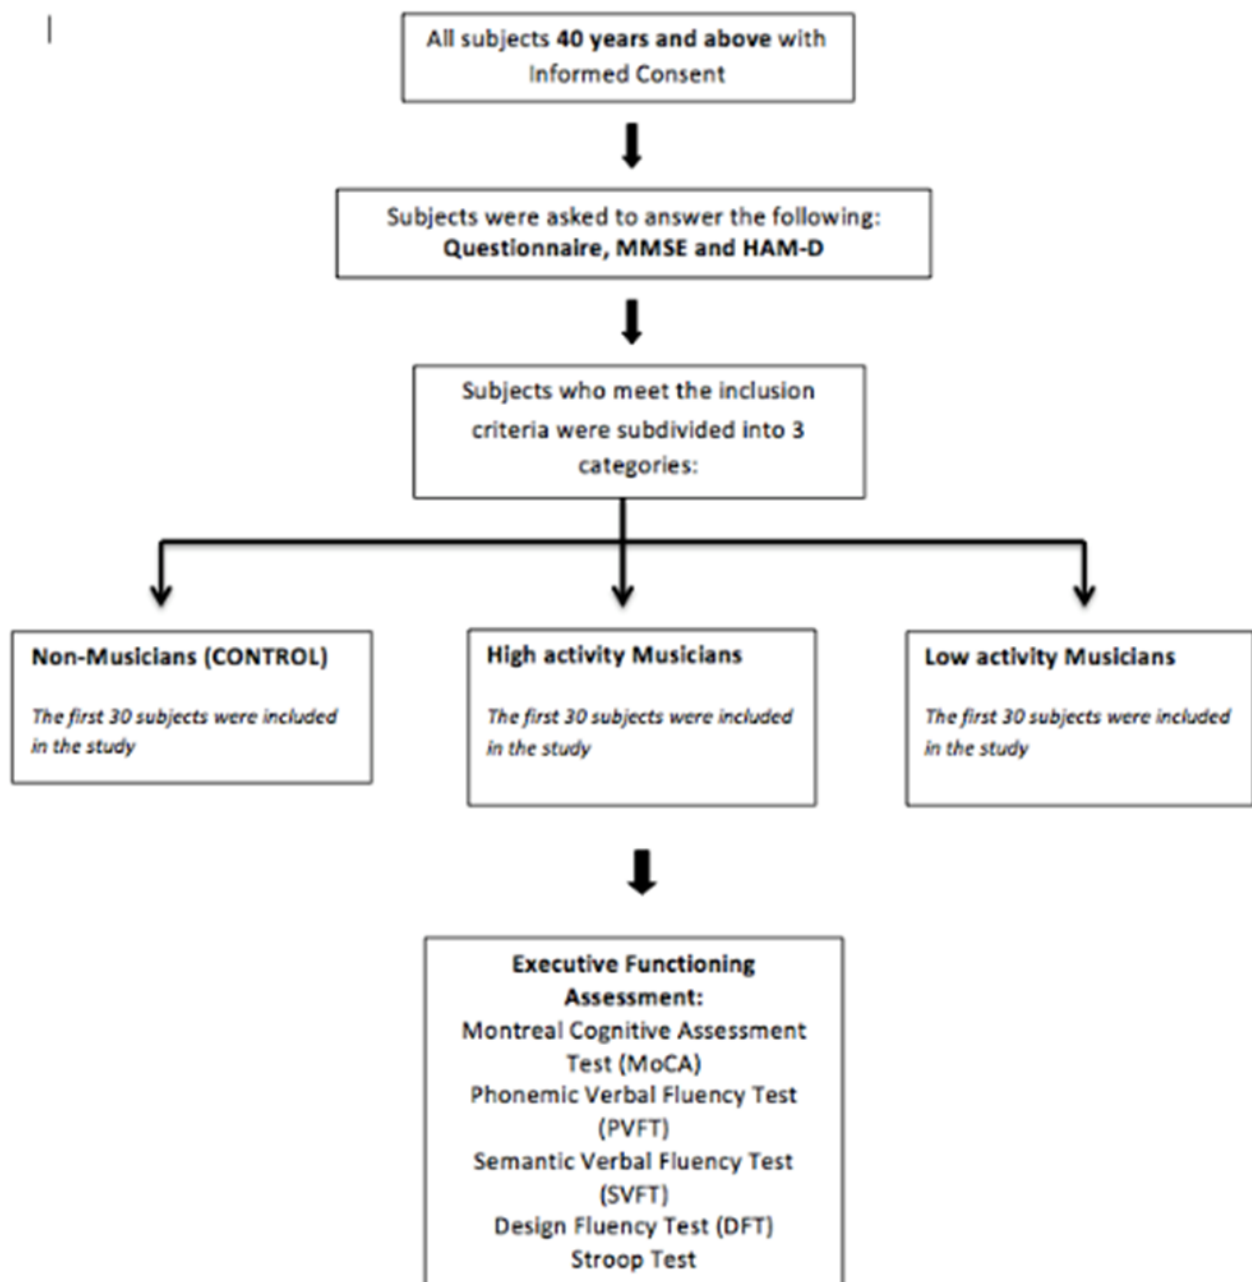 All subjects 40 years and above with
Informed Consent
Subjects were asked to answer the following:
Questionnaire, MMSE and HAM-D
Subjects who meet the inclusion
criteria were subdivided into 3
categories:
Non-Musicians (CONTROL)
The first 30 subjects were included
in the study
High activity Musicians
The first 30 subjects were included
in the study
Low activity Musicians
The first 30 subjects were included
in the study
Executive Functioning
Assessment:
Montreal Cognitive Assessment
Test (MoCA)
Phonemic Verbal Fluency Test
(PVFT)
Semantic Verbal Fluency Test
(SVFT)
Design Fluency Test (DFT)
Stroop Test